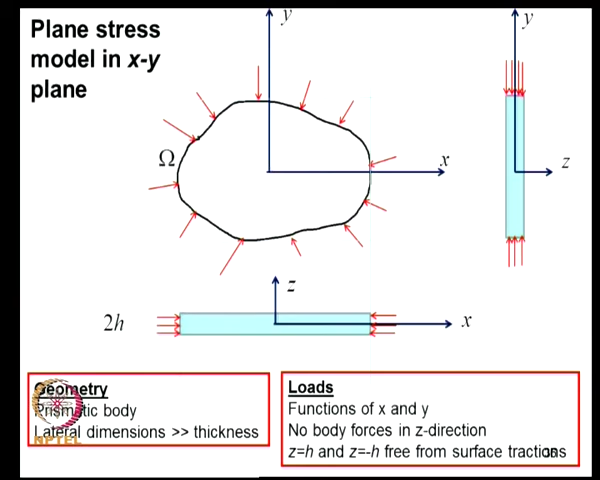 Plane stress
model in x-y
plane
y
Ω
x
y
z
z
2h
x
Geometry
Prismatic body
Lateral dimensions >> thickness
NPTEL
Loads
Functions of x and y
No body forces in z-direction
z=h and z=-h free from surface tractions